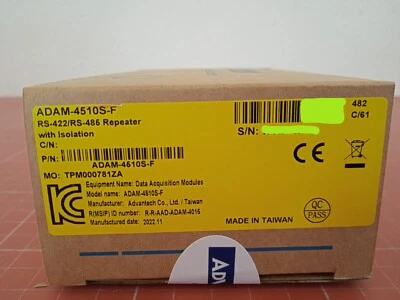 ADAM-4510S-F
RS-422/RS-485 Repeater
with Isolation
C/N:
P/N:
ADAM-4510S-F
MO: TPM000781ZA
S/N:
482
C/61
CE
Equipment Name: Data Acquisition Modules
Model name: ADAM-4510S-F
Manufacturer: Advantech Co., Ltd. / Taiwan
R(MSIP) ID number: R-R-AAD-ADAM-4015
Manufactured date: 2022.11
QC
PASS
MADE IN TAIWAN
ADV